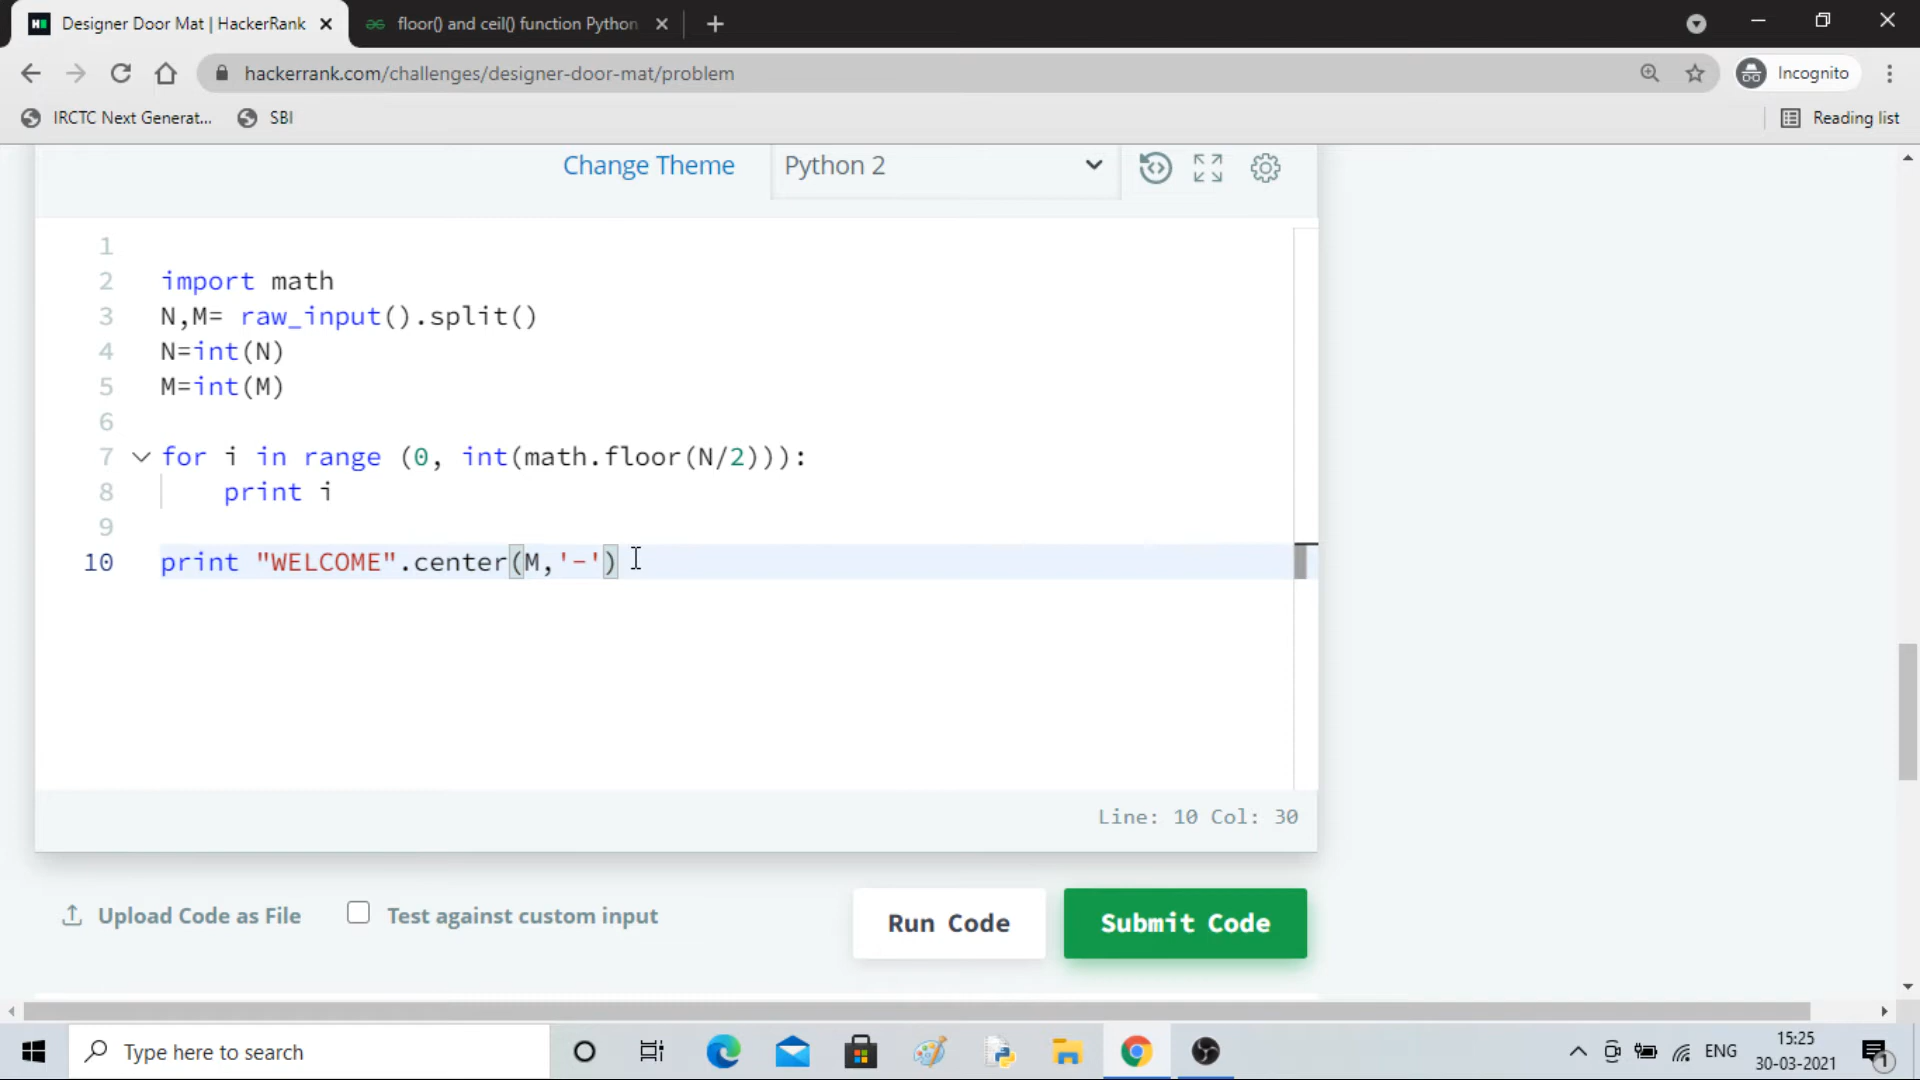 Designer Door Mat | HackerRank
floor() and ceil() function Python
hackerrank.com/challenges/designer-door-mat/problem
Incognito
IRCTC Next Generat...
SBI
Reading list
Change Theme
Python 2
1
2 import math
3 N,M= raw_input().split()
4 N=int(N)
5 M=int(M)
6
7 for i in range (0, int(math.floor(N/2))):
8 print i
9
10 print "WELCOME".center(M,'-')
Line: 10 Col: 30
Upload Code as File
Test against custom input
Run Code
Submit Code
Type here to search
ENG
15:25
30-03-2021
1